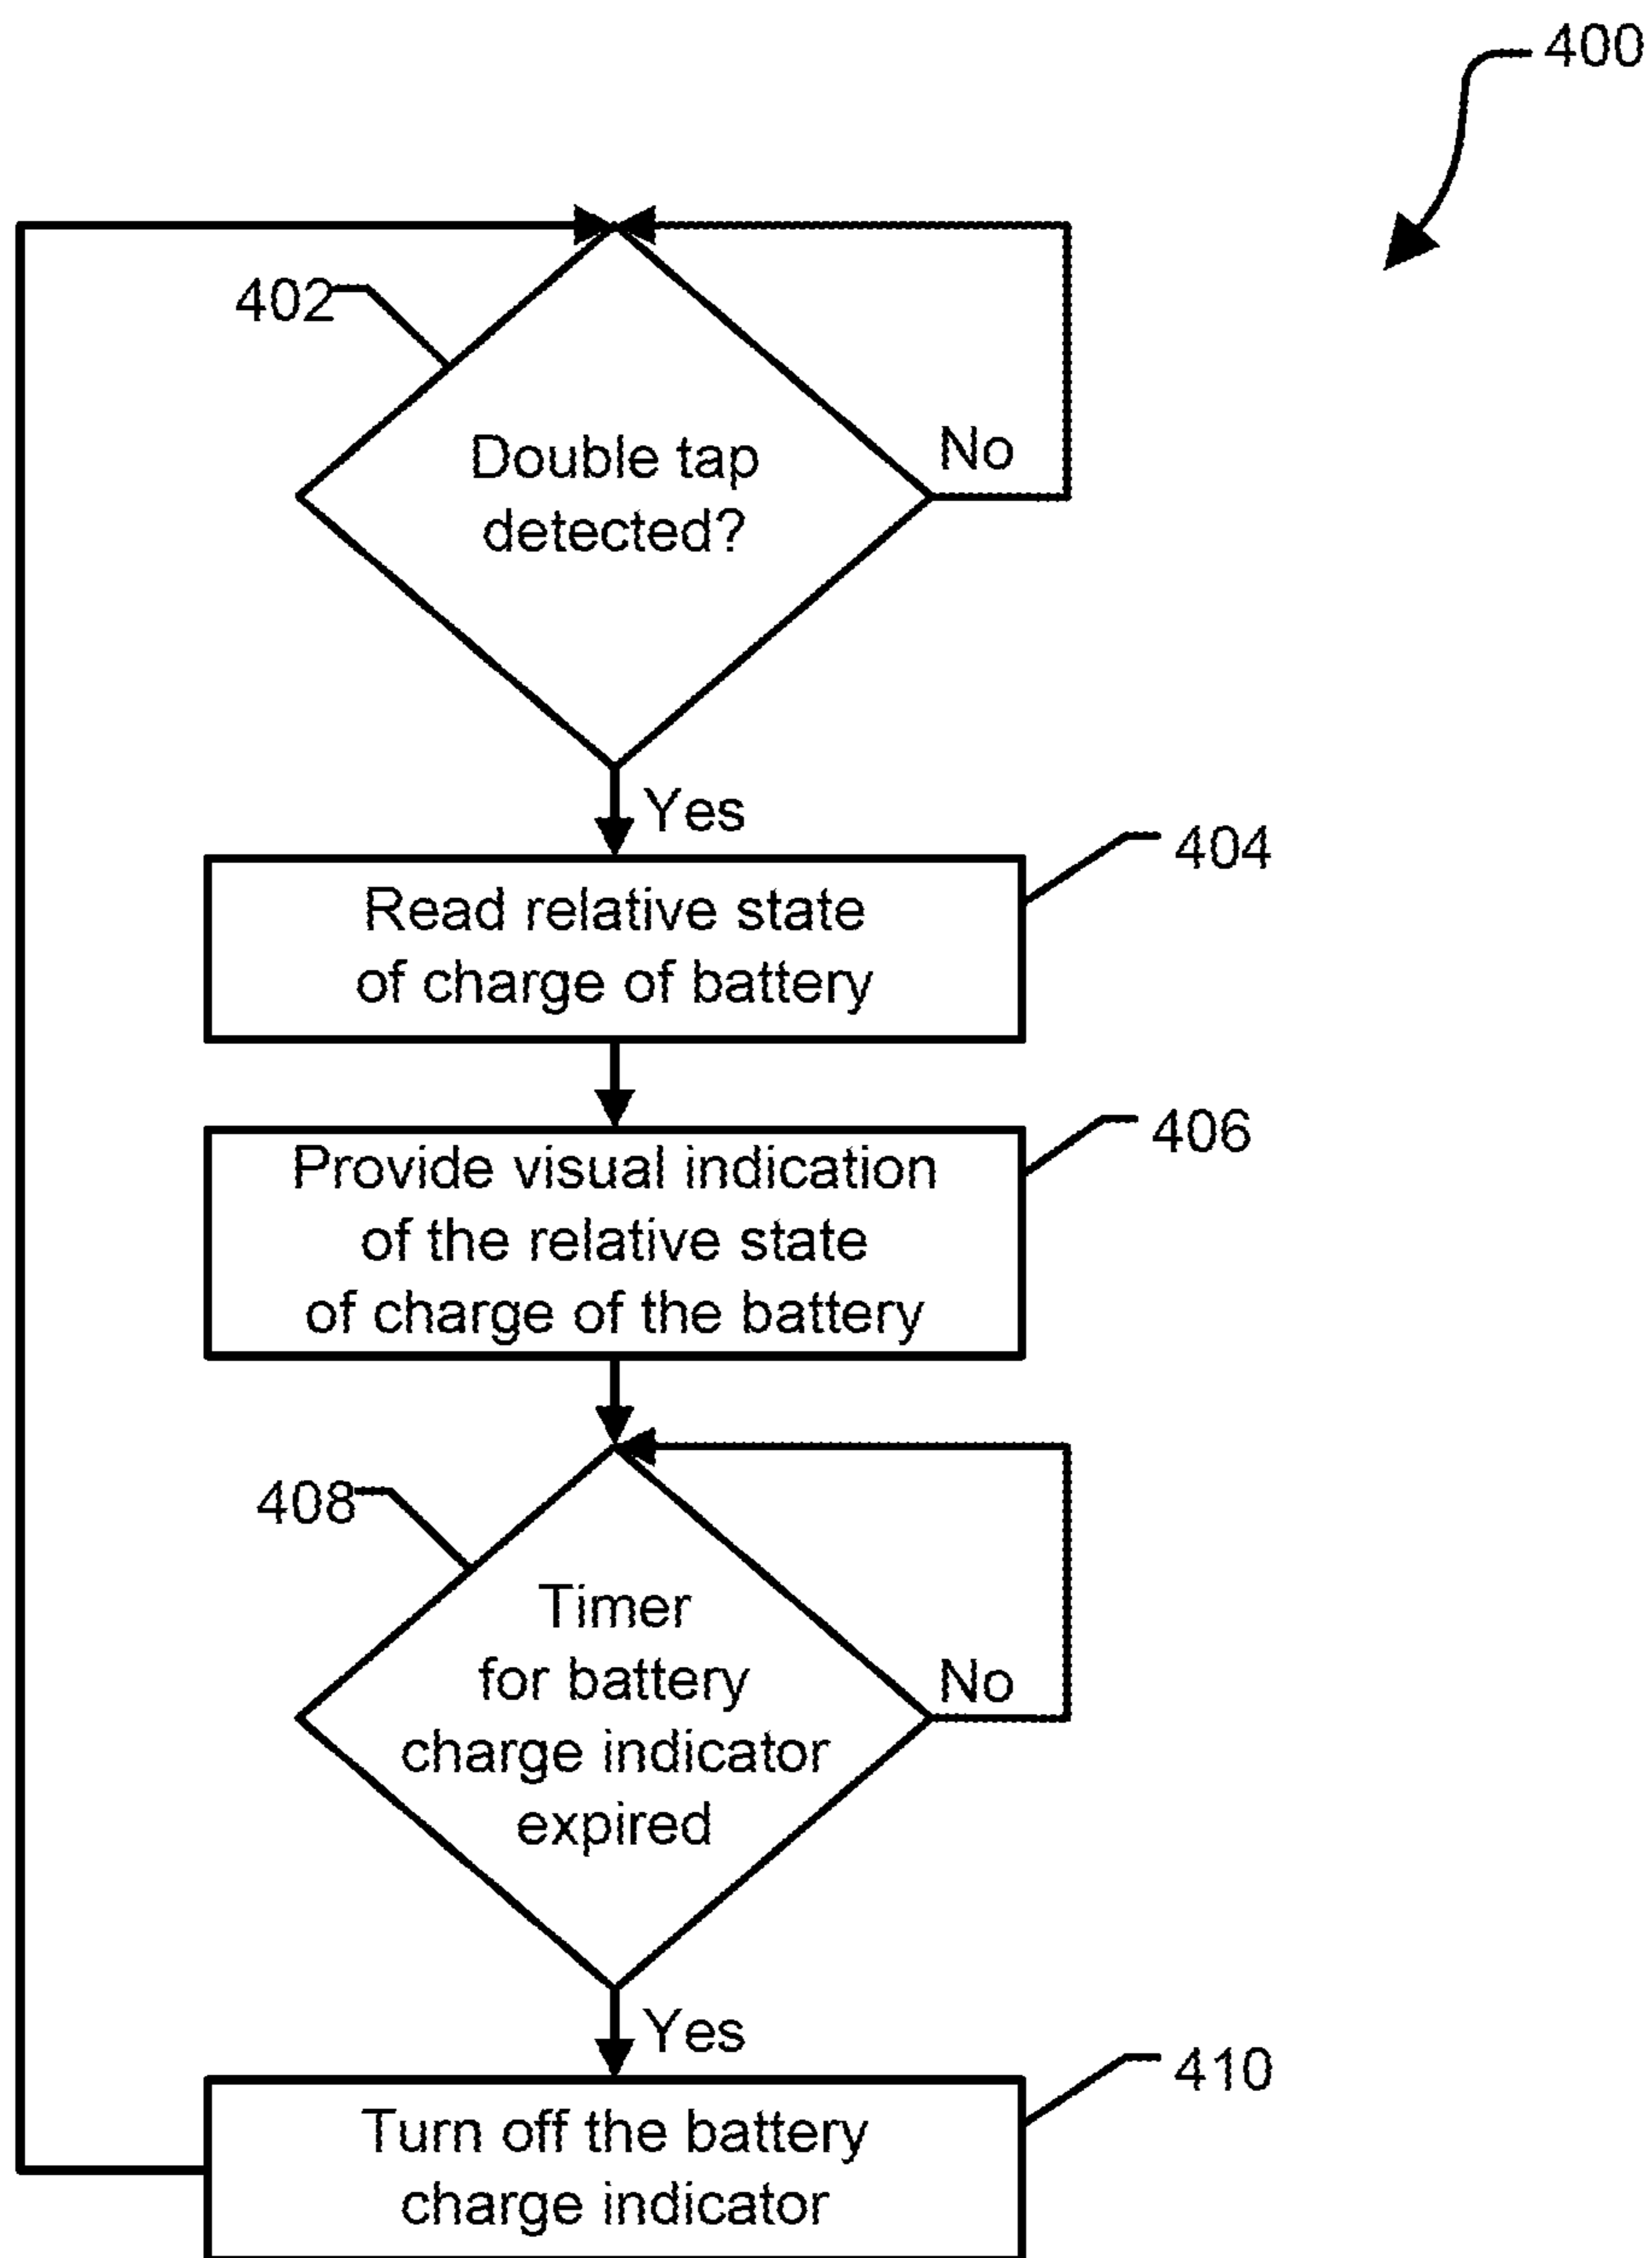 400
402
Double tap
detected?
No
Yes
404
Read relative state
of charge of battery
406
Provide visual indication
of the relative state
of charge of the battery
408
Timer
for battery
charge indicator
expired
No
Yes
410
Turn off the battery
charge indicator